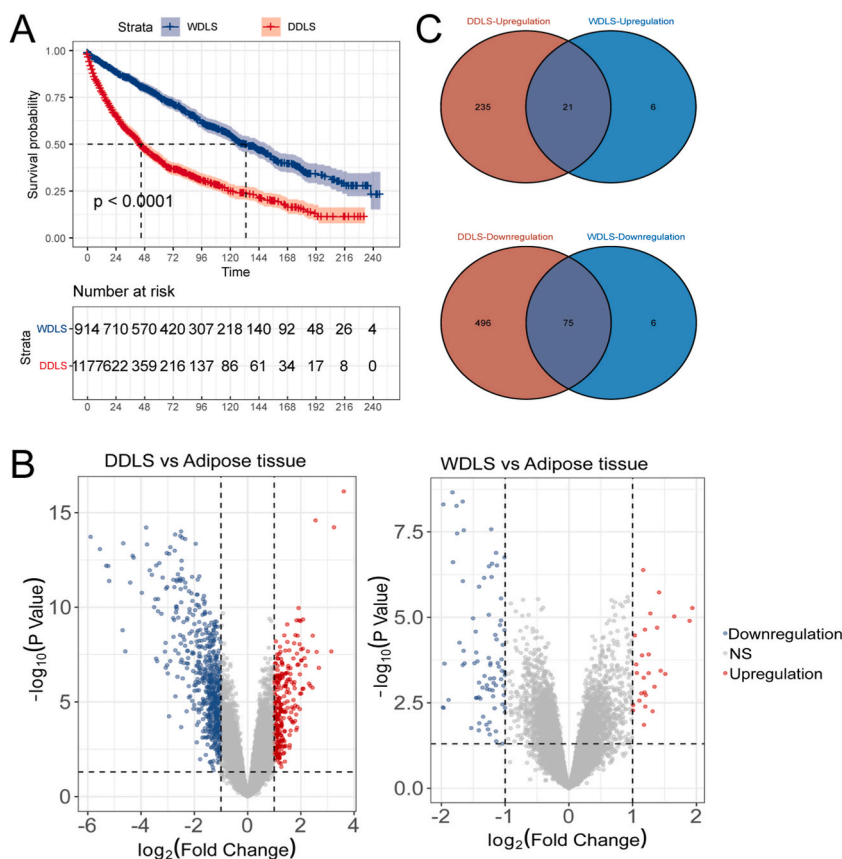 A
Strata WDLS DDLS
Survival probability
1.00
0.75
0.50
0.25
0.00
p < 0.0001
0 24 48 72 96 120 144 168 192 216 240
Time
Number at risk
Strata
WDLS 914 710 570 420 307 218 140 92 48 26 4
DDLS 1177 622 359 216 137 86 61 34 17 8 0
0 24 48 72 96 120 144 168 192 216 240
C
DDLS-Upregulation WDLS-Upregulation
235 21 6
DDLS-Downregulation WDLS-Downregulation
496 75 6
B
DDLS vs Adipose tissue
-log10(P Value)
15
10
5
0
-6 -4 -2 0 2 4
log2(Fold Change)
WDLS vs Adipose tissue
-log10(P Value)
7.5
5.0
2.5
0.0
-2 -1 0 1 2
log2(Fold Change)
Downregulation
NS
Upregulation